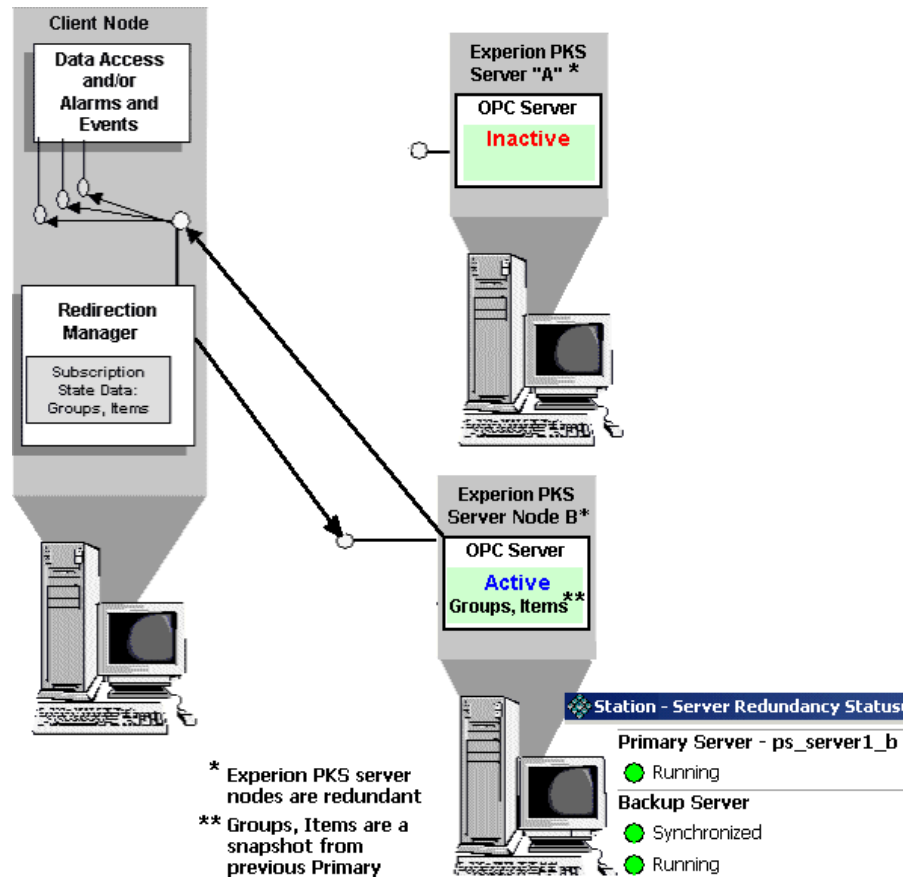 Client Node
Data Access
and/or
Alarms and
Events
Redirection
Manager
Subscription
State Data:
Groups, Items
Experion PKS
Server "A" *
OPC Server
Inactive
Experion PKS
Server Node B*
OPC Server
Active
Groups, Items**
* Experion PKS server
nodes are redundant
** Groups, Items are a
snapshot from
previous Primary
Station - Server Redundancy Status
Primary Server - ps_server1_b
Running
Backup Server
Synchronized
Running